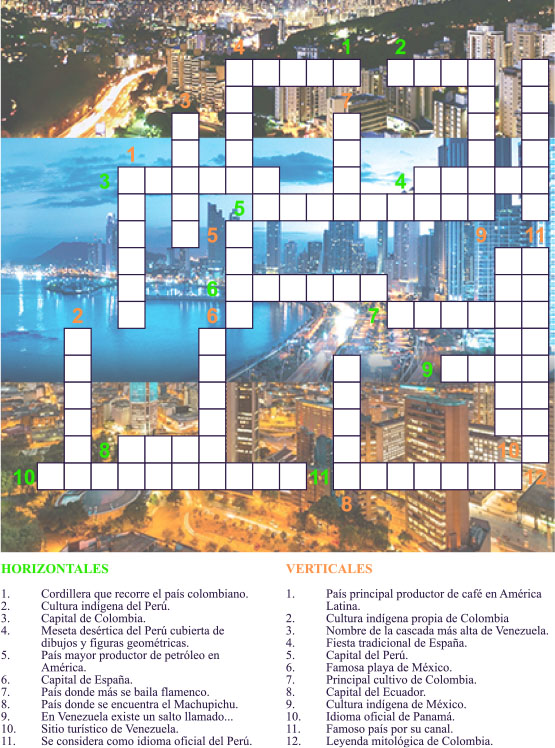 4 1 2
3 7
1
3 4
5
5 9 11
6
2 6 7
9
8 10
10 11 12
8
HORIZONTALES
1. Cordillera que recorre el país colombiano.
2. Cultura indígena del Perú.
3. Capital de Colombia.
4. Meseta desértica del Perú cubierta de
dibujos y figuras geométricas.
5. País mayor productor de petróleo en
América.
6. Capital de España.
7. País donde más se baila flamenco.
8. País donde se encuentra el Machupichu.
9. En Venezuela existe un salto llamado...
10. Sitio turístico de Venezuela.
11. Se considera como idioma oficial del Perú.
VERTICALES
1. País principal productor de café en América
Latina.
2. Cultura indígena propia de Colombia
3. Nombre de la cascada más alta de Venezuela.
4. Fiesta tradicional de España.
5. Capital del Perú.
6. Famosa playa de México.
7. Principal cultivo de Colombia.
8. Capital del Ecuador.
9. Cultura indígena de México.
10. Idioma oficial de Panamá.
11. Famoso país por su canal.
12. Leyenda mitológica de Colombia.